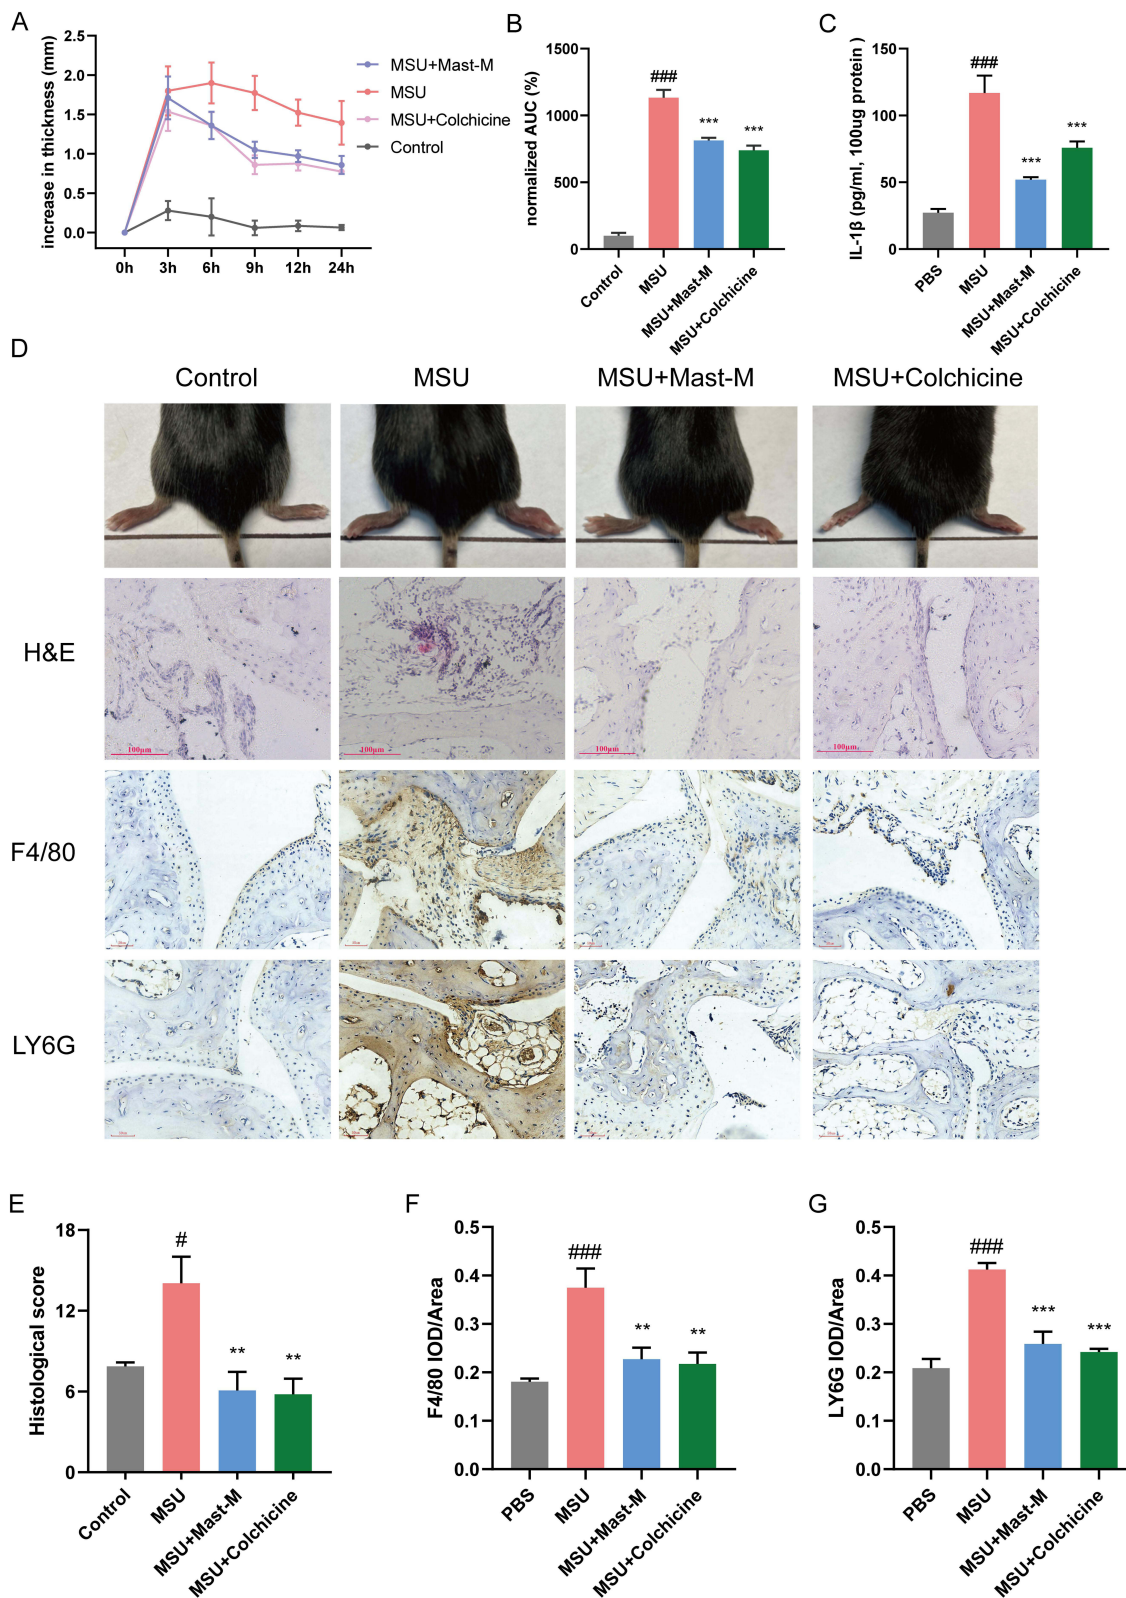 A
increase in thickness (mm)
2.5
2.0
1.5
1.0
0.5
0.0
0h 3h 6h 9h 12h 24h
MSU+Mast-M
MSU
MSU+Colchicine
Control
B
normalized AUC (%)
1500
1000
500
0
###
***
***
Control
MSU
MSU+Mast-M
MSU+Colchicine
C
IL-1β (pg/ml, 100ug protein )
150
100
50
0
###
***
***
PBS
MSU
MSU+Mast-M
MSU+Colchicine
D
Control MSU MSU+Mast-M MSU+Colchicine
H&E
100μm 100μm 100μm 100μm
F4/80
LY6G
E
Histological score
18
12
6
0
#
**
**
Control
MSU
MSU+Mast-M
MSU+Colchicine
F
F4/80 IOD/Area
0.5
0.4
0.3
0.2
0.1
0.0
###
**
**
PBS
MSU
MSU+Mast-M
MSU+Colchicine
G
LY6G IOD/Area
0.5
0.4
0.3
0.2
0.1
0.0
###
***
***
PBS
MSU
MSU+Mast-M
MSU+Colchicine